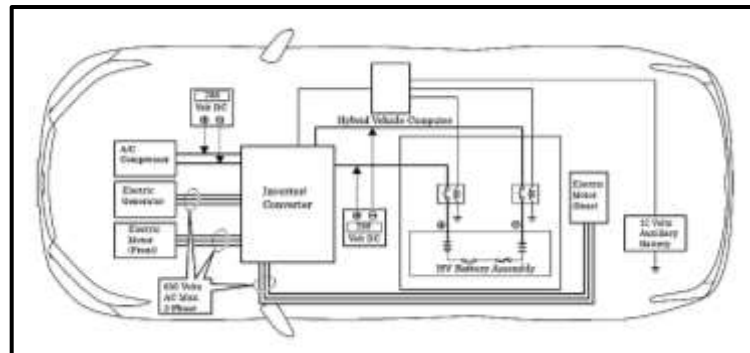 288
Volt DC
Hybrid Vehicle Computer
A/C
Compressor
Electric
Generator
Electric
Motor
(Front)
Inverter/
Converter
288
Volt DC
Electric
Motor
(Rear)
12 Volts
Auxiliary
Battery
HV Battery Assembly
650 Volts
AC Max.
3 Phase